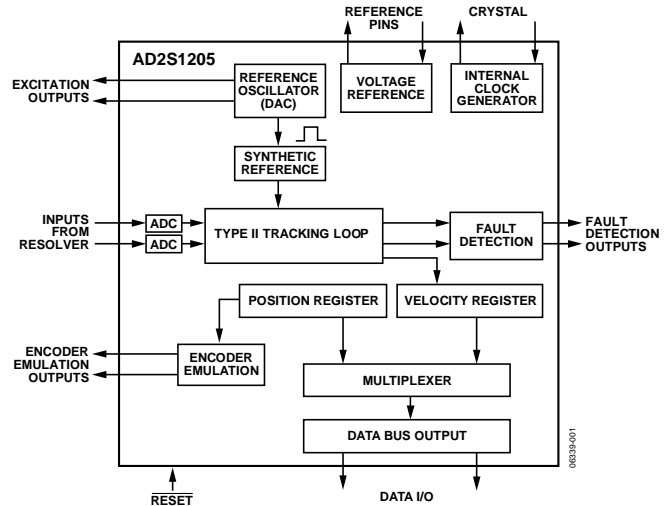 REFERENCE
PINS
CRYSTAL
AD2S1205
EXCITATION
OUTPUTS
REFERENCE
OSCILLATOR
(DAC)
VOLTAGE
REFERENCE
INTERNAL
CLOCK
GENERATOR
SYNTHETIC
REFERENCE
INPUTS
FROM
RESOLVER
ADC
ADC
TYPE II TRACKING LOOP
FAULT
DETECTION
FAULT
DETECTION
OUTPUTS
POSITION REGISTER
VELOCITY REGISTER
ENCODER
EMULATION
OUTPUTS
ENCODER
EMULATION
MULTIPLEXER
DATA BUS OUTPUT
06339-001
RESET
DATA I/O